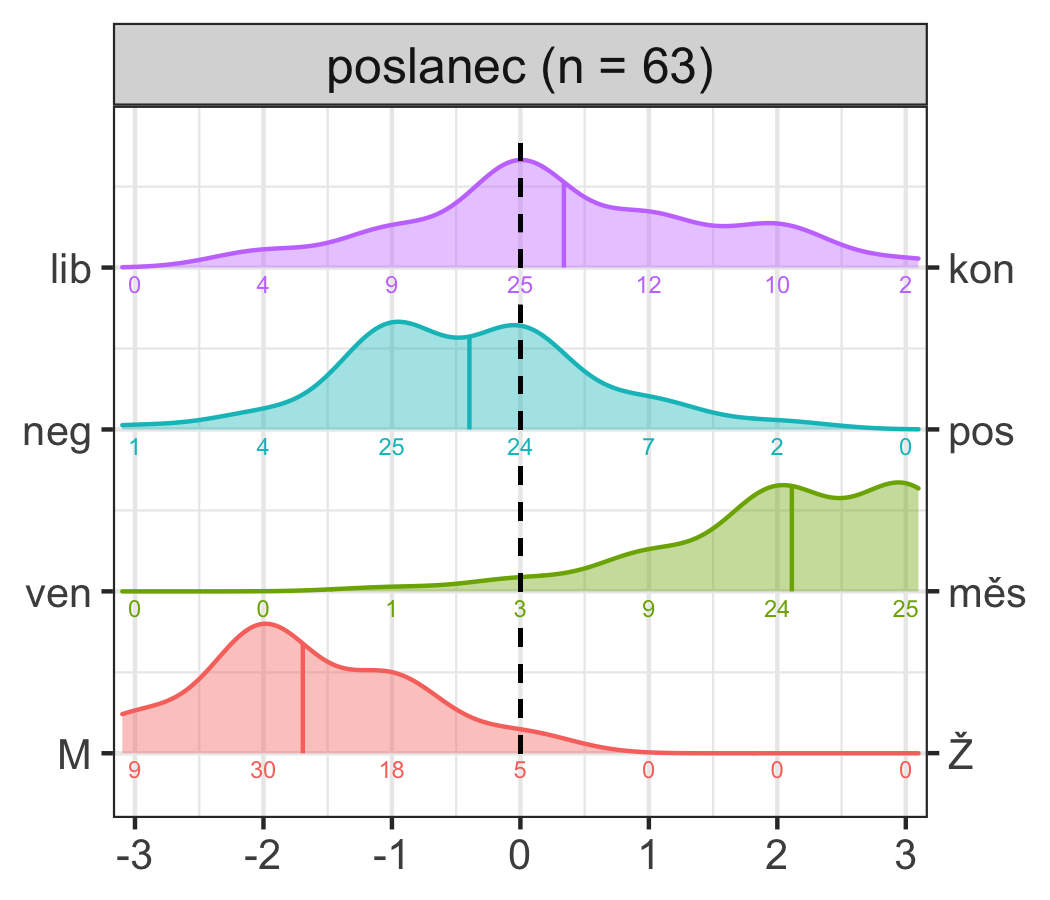 poslanec (n = 63)
lib kon
0 4 9 25 12 10 2
neg pos
1 4 25 24 7 2 0
ven měs
0 0 1 3 9 24 25
M Ž
9 30 18 5 0 0 0
-3 -2 -1 0 1 2 3